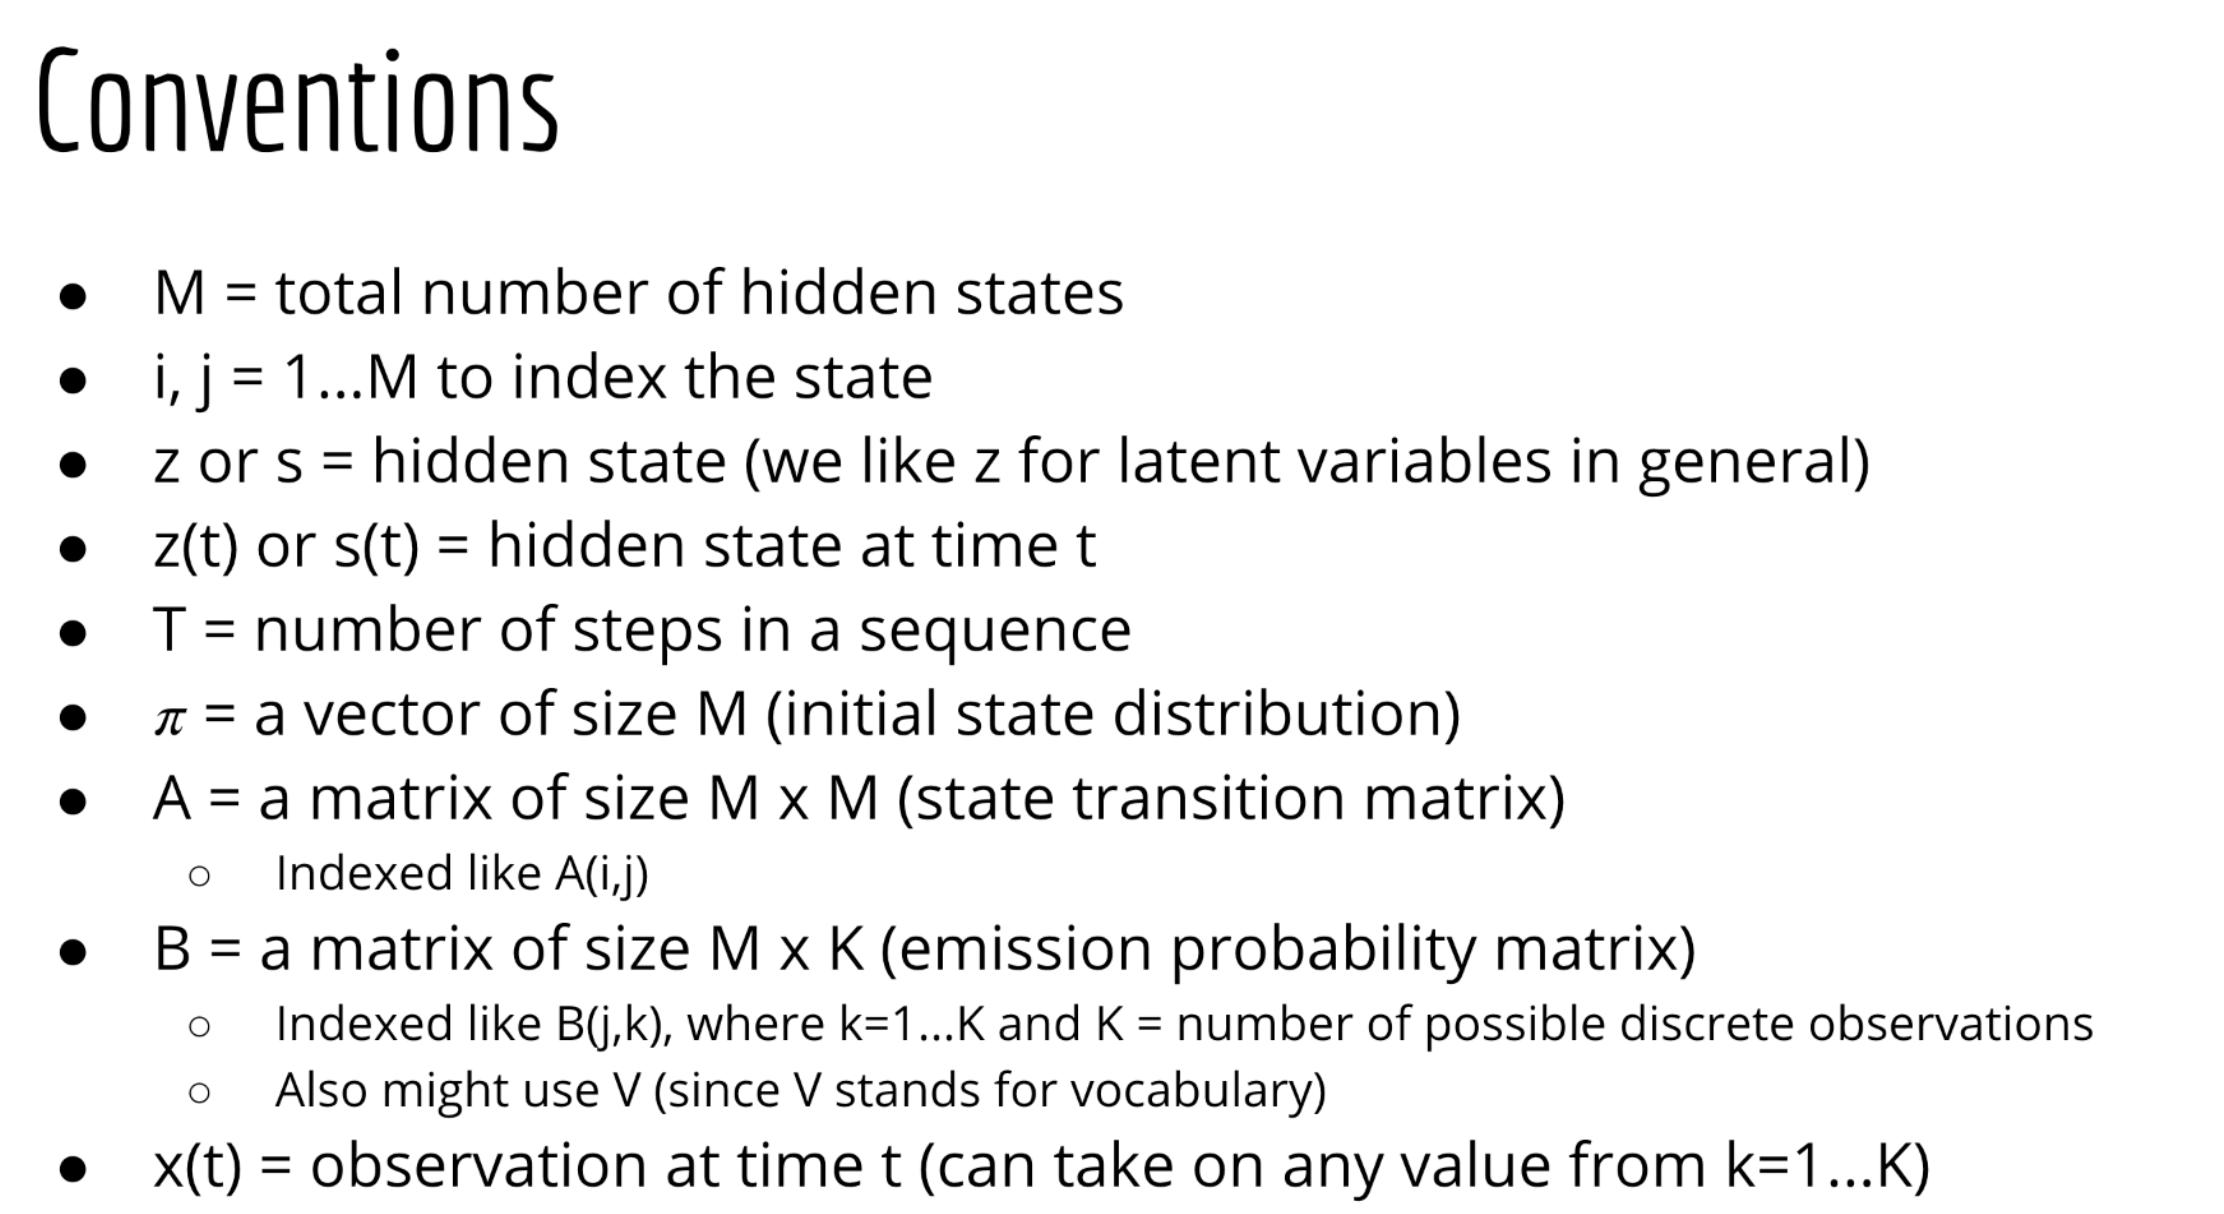 Conventions
● M = total number of hidden states
● i, j = 1...M to index the state
● z or s = hidden state (we like z for latent variables in general)
● z(t) or s(t) = hidden state at time t
● T = number of steps in a sequence
● 𝜋 = a vector of size M (initial state distribution)
● A = a matrix of size M x M (state transition matrix)
○ Indexed like A(i,j)
● B = a matrix of size M x K (emission probability matrix)
○ Indexed like B(j,k), where k=1...K and K = number of possible discrete observations
○ Also might use V (since V stands for vocabulary)
● x(t) = observation at time t (can take on any value from k=1...K)